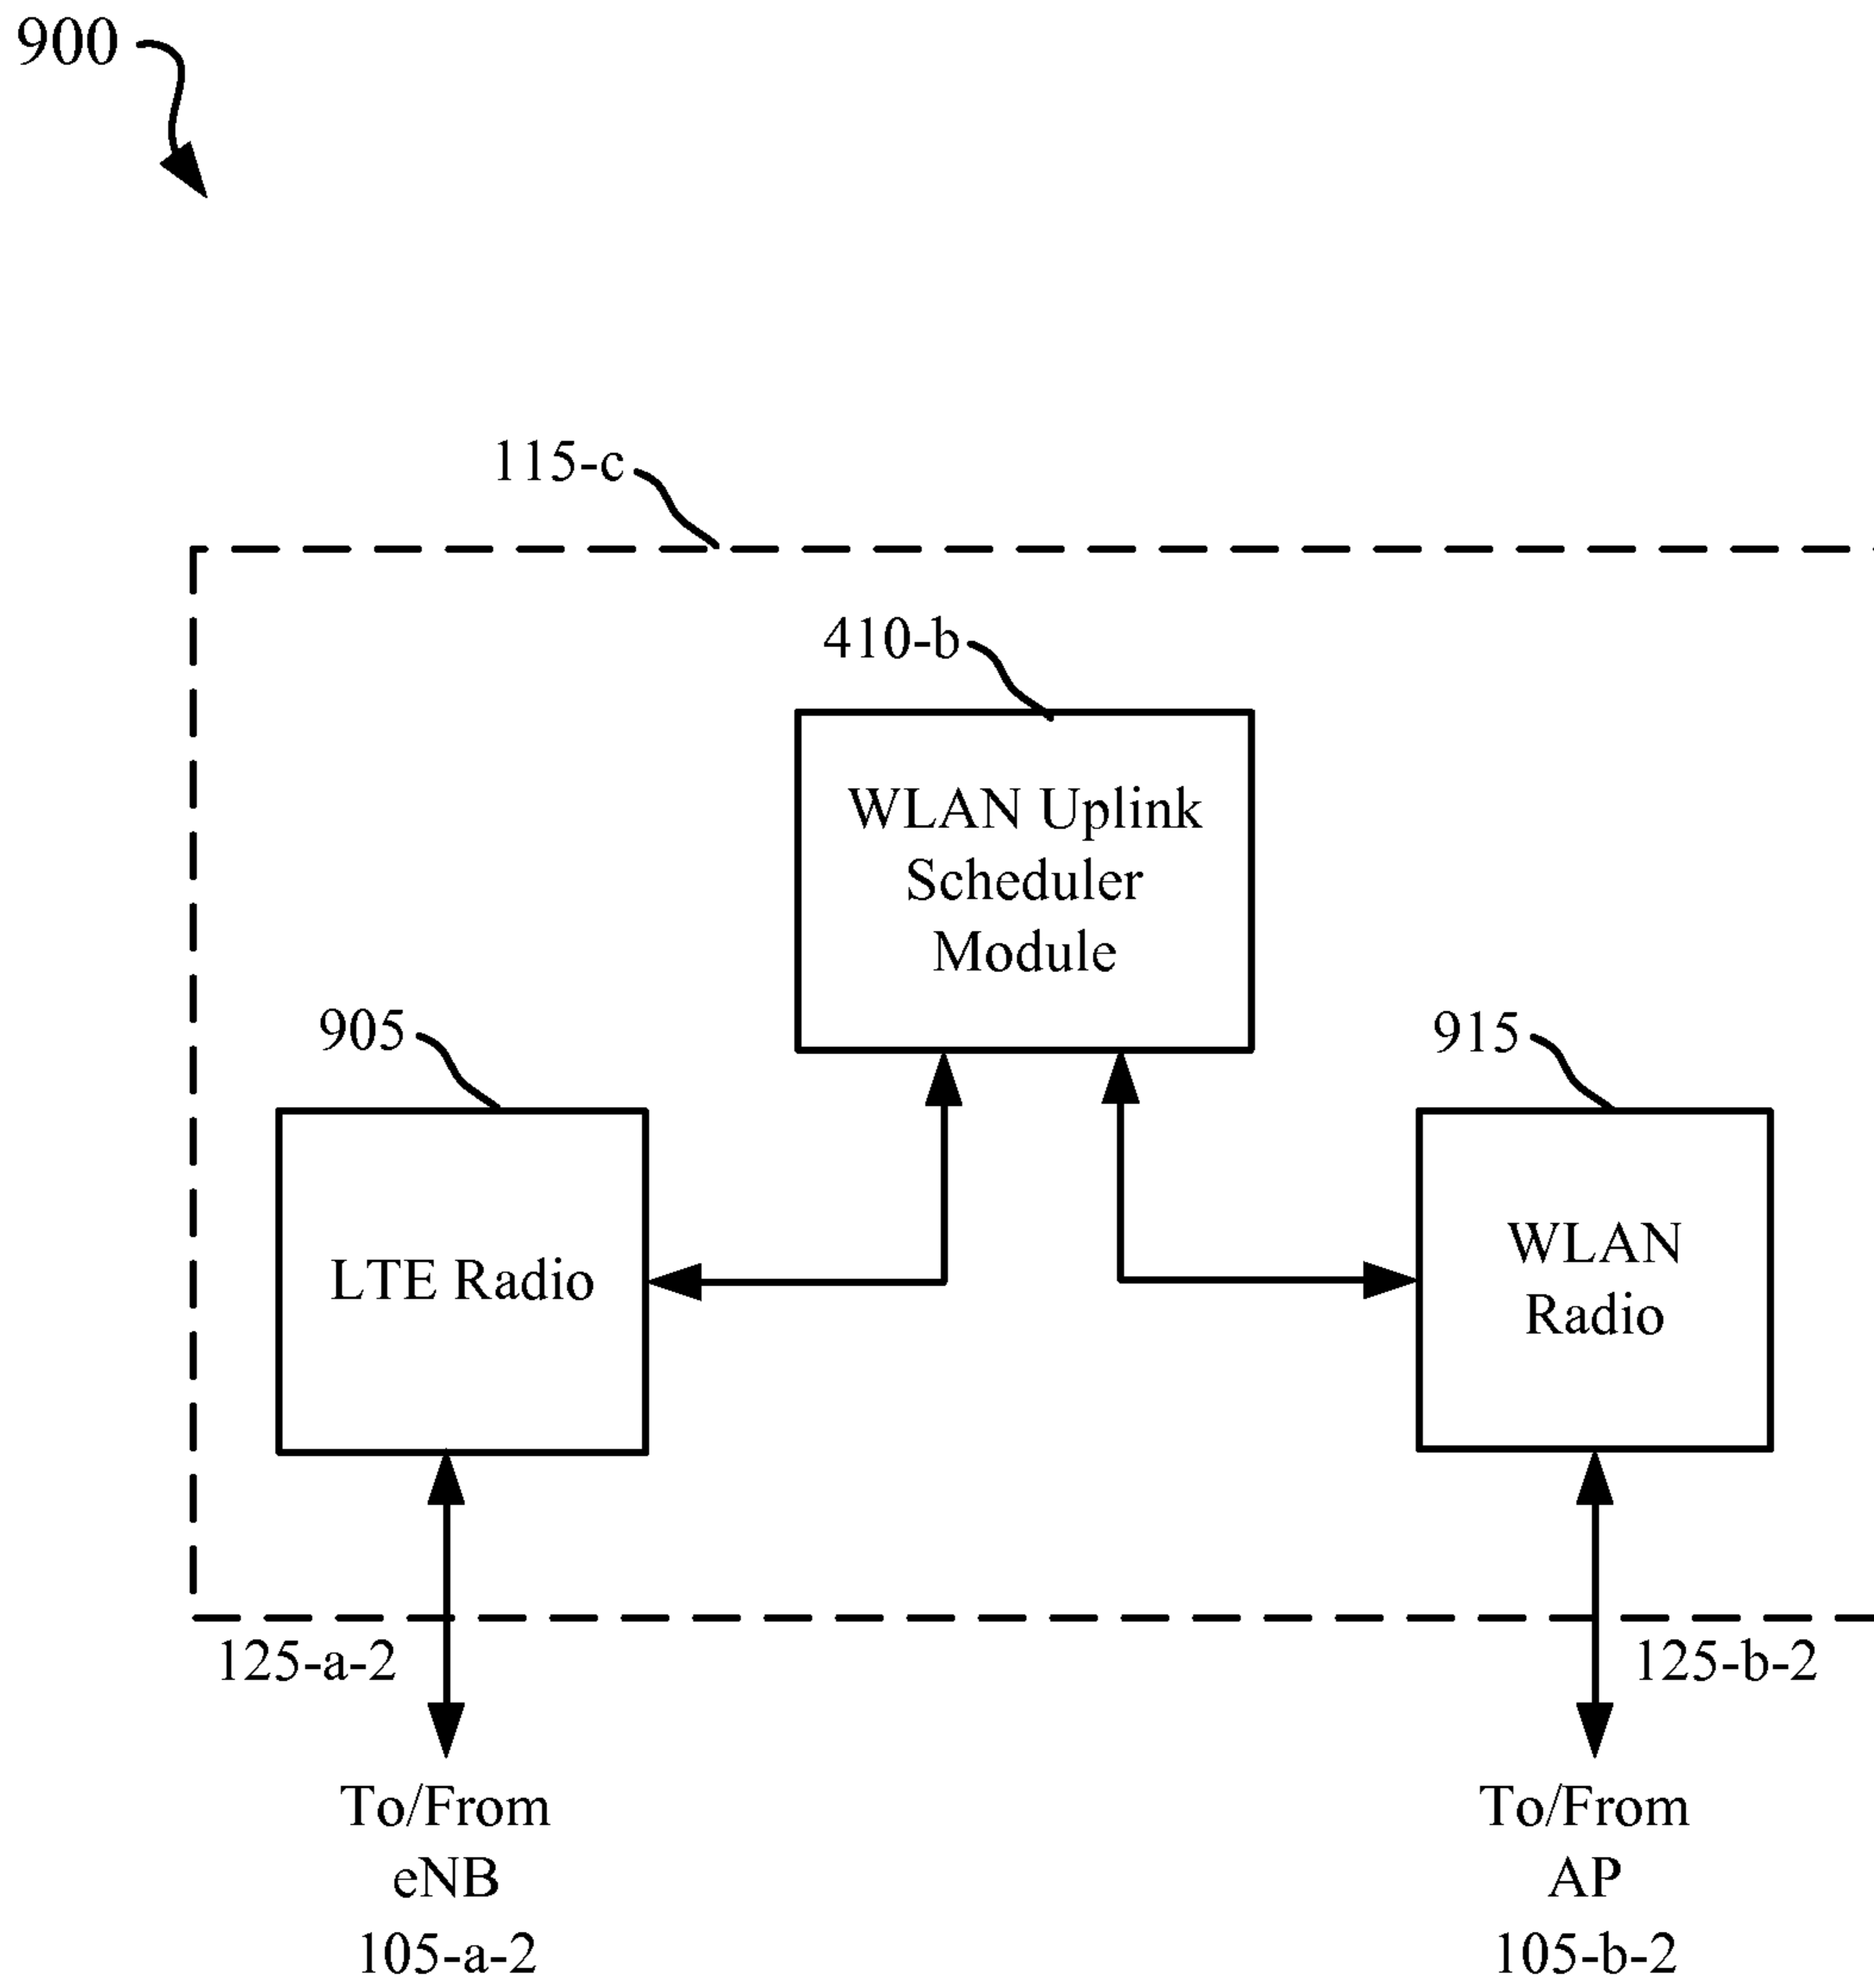 900
115-c
410-b
WLAN Uplink
Scheduler
Module
905
915
LTE Radio
WLAN
Radio
125-a-2
125-b-2
To/From
eNB
105-a-2
To/From
AP
105-b-2